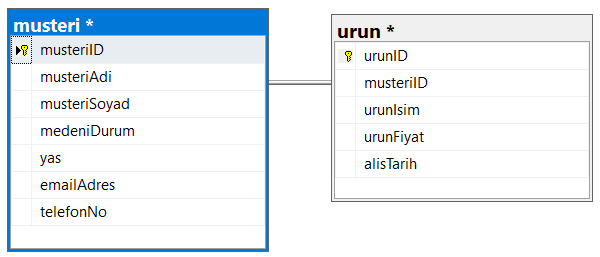 musteri *
musteriID
musteriAdi
musteriSoyad
medeniDurum
yas
emailAdres
telefonNo
urun *
urunID
musteriID
urunIsim
urunFiyat
alisTarih